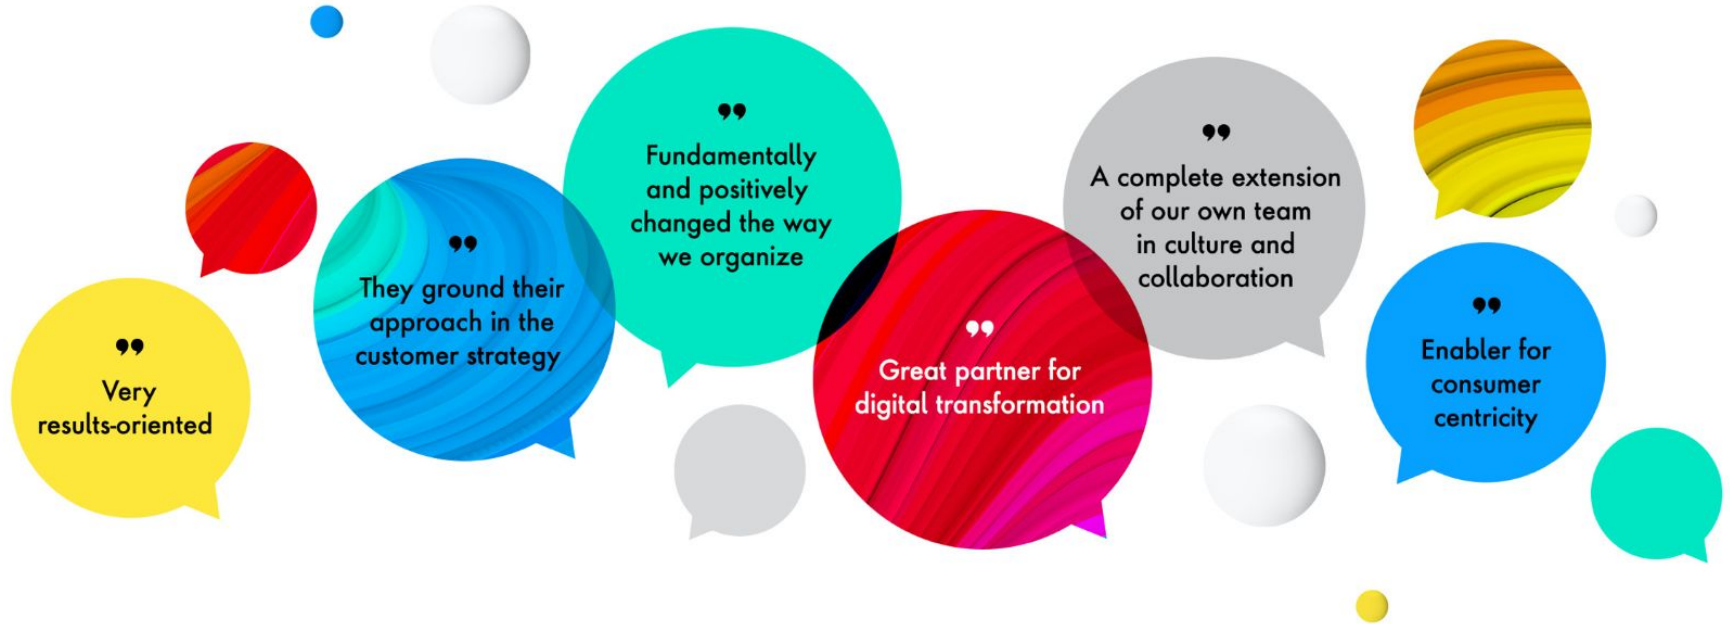 ”
Very
results-oriented
”
They ground their
approach in the
customer strategy
”
Fundamentally
and positively
changed the way
we organize
”
Great partner for
digital transformation
”
A complete extension
of our own team
in culture and
collaboration
”
Enabler for
consumer
centricity